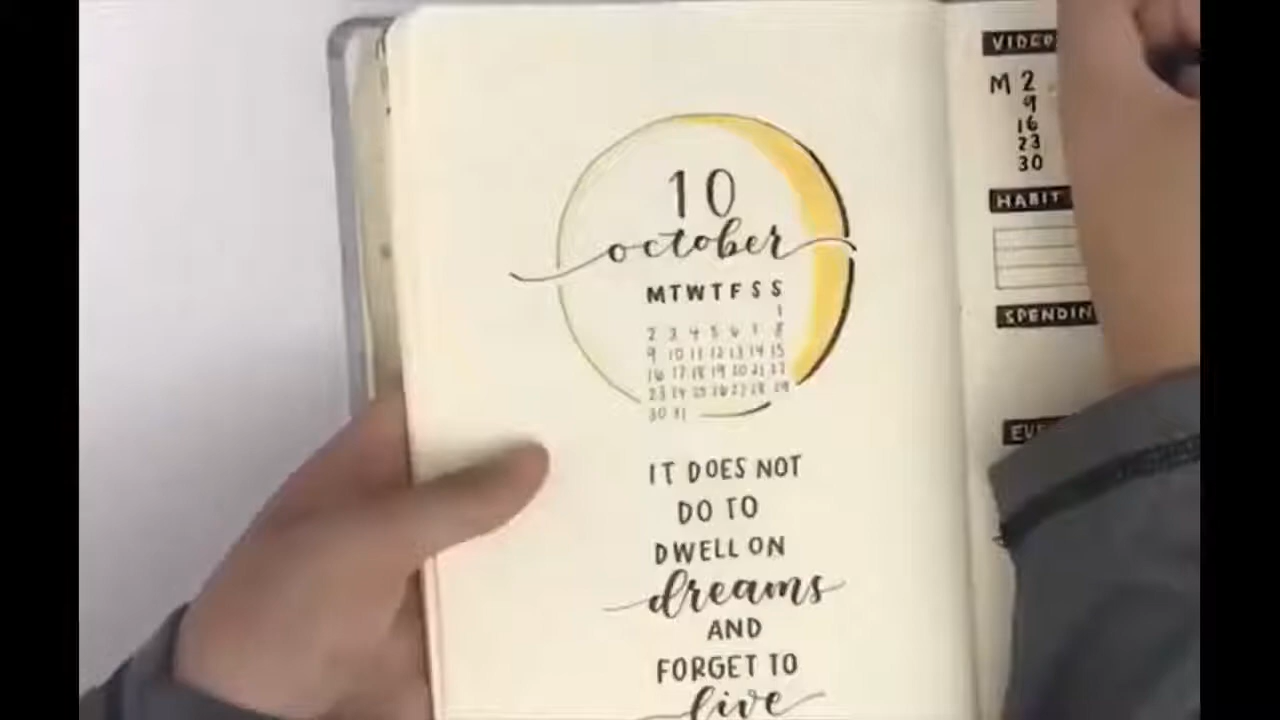 10
october
M T W T F S S
1
2 3 4 5 6 7 8
9 10 11 12 13 14 15
16 17 18 19 20 21 22
23 24 25 26 27 28 29
30 31
IT DOES NOT
DO TO
DWELL ON
dreams
AND
FORGET TO
live
M 2
9
16
23
30
HABIT